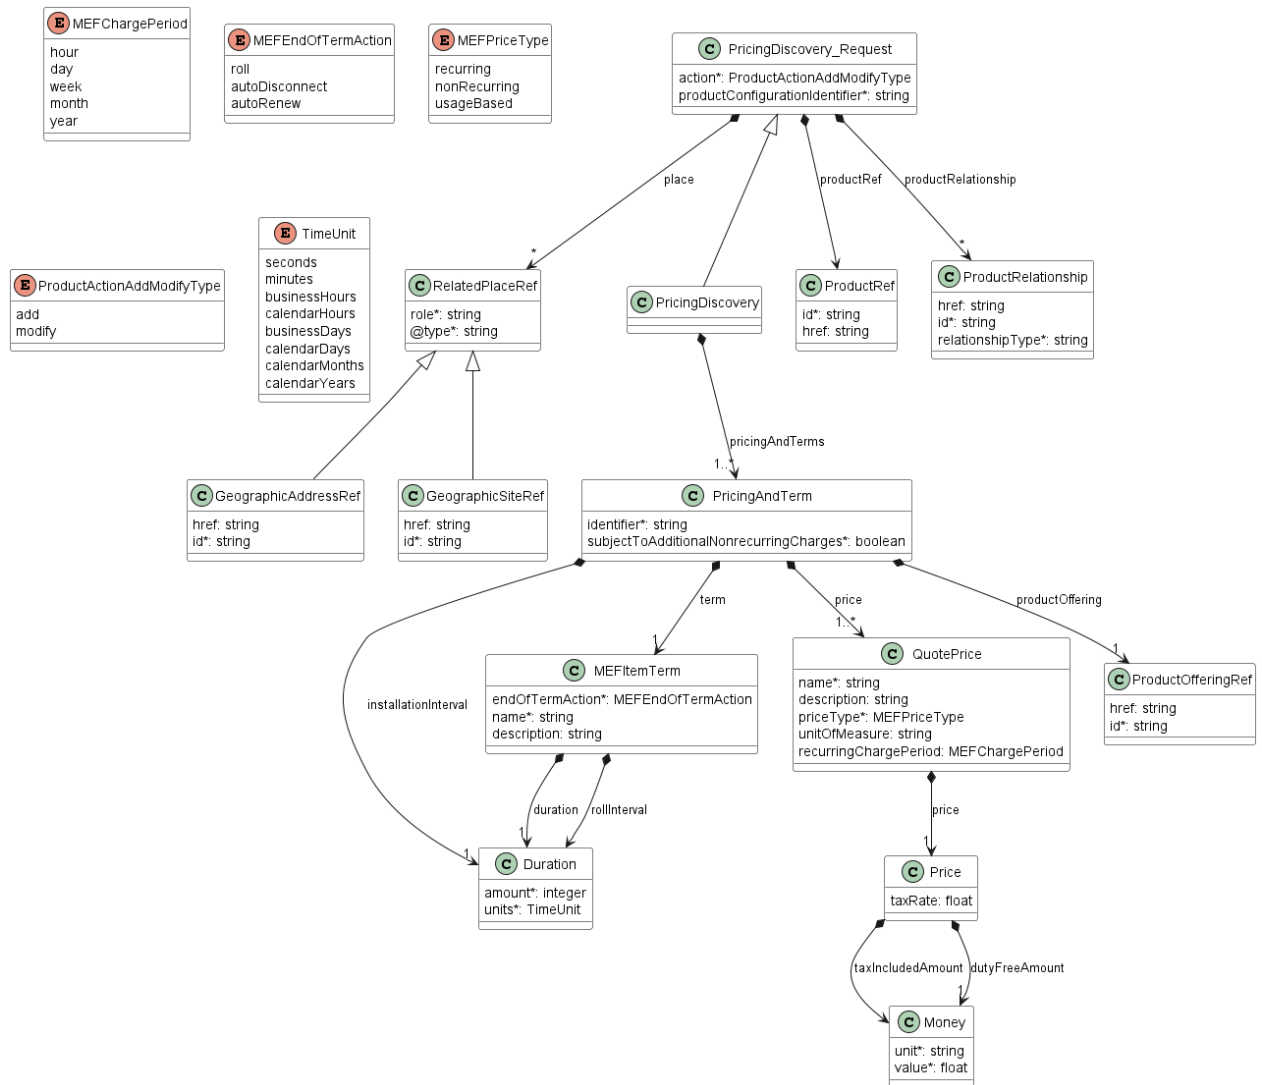 E MEFChargePeriod
hour
day
week
month
year
E MEFEndOfTermAction
roll
autoDisconnect
autoRenew
E MEFPriceType
recurring
nonRecurring
usageBased
C PricingDiscovery_Request
action*: ProductActionAddModifyType
productConfigurationIdentifier*: string
place
productRef
productRelationship
*
*
E ProductActionAddModifyType
add
modify
E TimeUnit
seconds
minutes
businessHours
calendarHours
businessDays
calendarDays
calendarMonths
calendarYears
C RelatedPlaceRef
role*: string
@type*: string
C PricingDiscovery
C ProductRef
id*: string
href: string
C ProductRelationship
href: string
id*: string
relationshipType*: string
pricingAndTerms
1..*
C GeographicAddressRef
href: string
id*: string
C GeographicSiteRef
href: string
id*: string
C PricingAndTerm
identifier*: string
subjectToAdditionalNonrecurringCharges*: boolean
installationInterval
term
price
productOffering
1
1..*
1
C MEFItemTerm
endOfTermAction*: MEFEndOfTermAction
name*: string
description: string
C QuotePrice
name*: string
description: string
priceType*: MEFPriceType
unitOfMeasure: string
recurringChargePeriod: MEFChargePeriod
C ProductOfferingRef
href: string
id*: string
duration
rollInterval
price
1
1
1
C Duration
amount*: integer
units*: TimeUnit
C Price
taxRate: float
taxIncludedAmount
dutyFreeAmount
1
C Money
unit*: string
value*: float